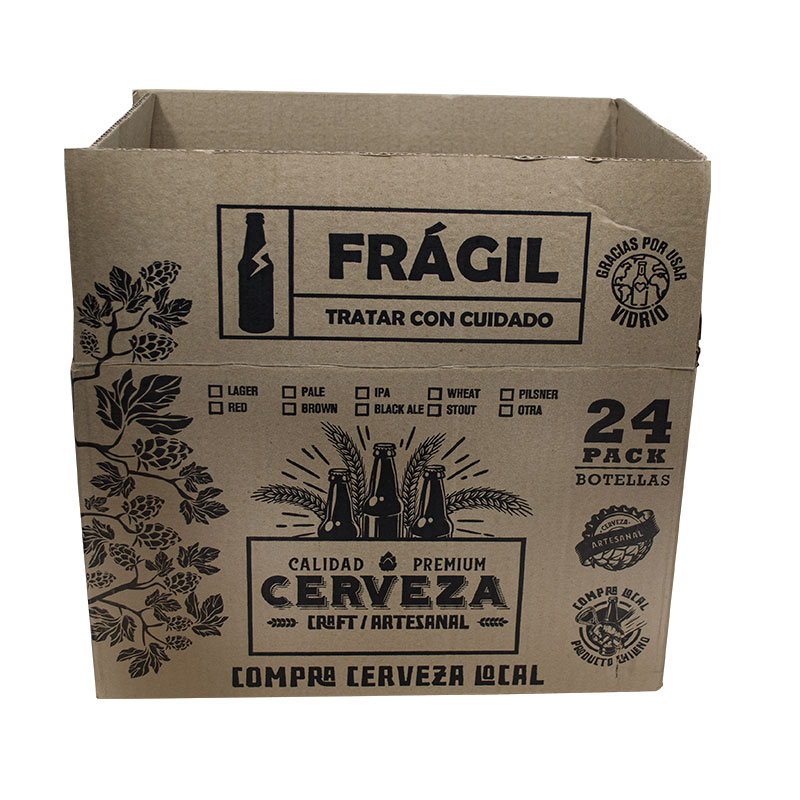 FRÁGIL
TRATAR CON CUIDADO
GRACIAS POR USAR
VIDRIO
LAGER PALE IPA WHEAT PILSNER
RED BROWN BLACK ALE STOUT OTRA
24
PACK
BOTELLAS
CERVEZA
ARTESANAL
COMPRA LOCAL
PRODUCTO CHILENO
CALIDAD PREMIUM
CERVEZA
CRAFT / ARTESANAL
COMPRA CERVEZA LOCAL